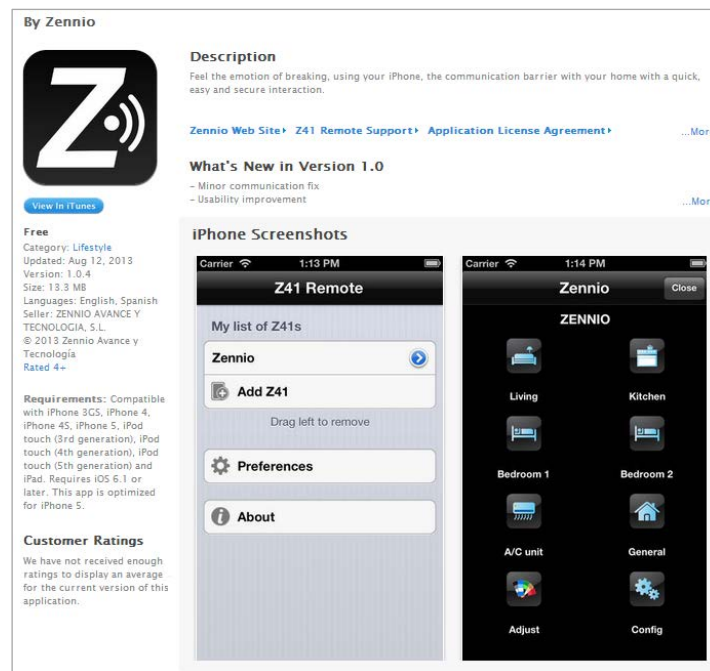 By Zennio
Z
View In iTunes
Free
Category: Lifestyle
Updated: Aug 12, 2013
Version: 1.0.4
Size: 13.3 MB
Languages: English, Spanish
Seller: ZENNIO AVANCE Y
TECNOLOGIA, S.L.
© 2013 Zennio Avance y
Tecnología
Rated 4+
Requirements: Compatible
with iPhone 3GS, iPhone 4,
iPhone 4S, iPhone 5, iPod
touch (3rd generation), iPod
touch (4th generation), iPod
touch (5th generation) and
iPad. Requires iOS 6.1 or
later. This app is optimized
for iPhone 5.
Customer Ratings
We have not received enough
ratings to display an average
for the current version of this
application.
Description
Feel the emotion of breaking, using your iPhone, the communication barrier with your home with a quick,
easy and secure interaction.
Zennio Web Site Z41 Remote Support Application License Agreement ...Mor
What's New in Version 1.0
- Minor communication fix
- Usability improvement ...Mor
iPhone Screenshots
Carrier 1:13 PM
Z41 Remote
My list of Z41s
Zennio
Add Z41
Drag left to remove
Preferences
About
Carrier 1:14 PM
Zennio Close
ZENNIO
Living Kitchen
Bedroom 1 Bedroom 2
A/C unit General
Adjust Config